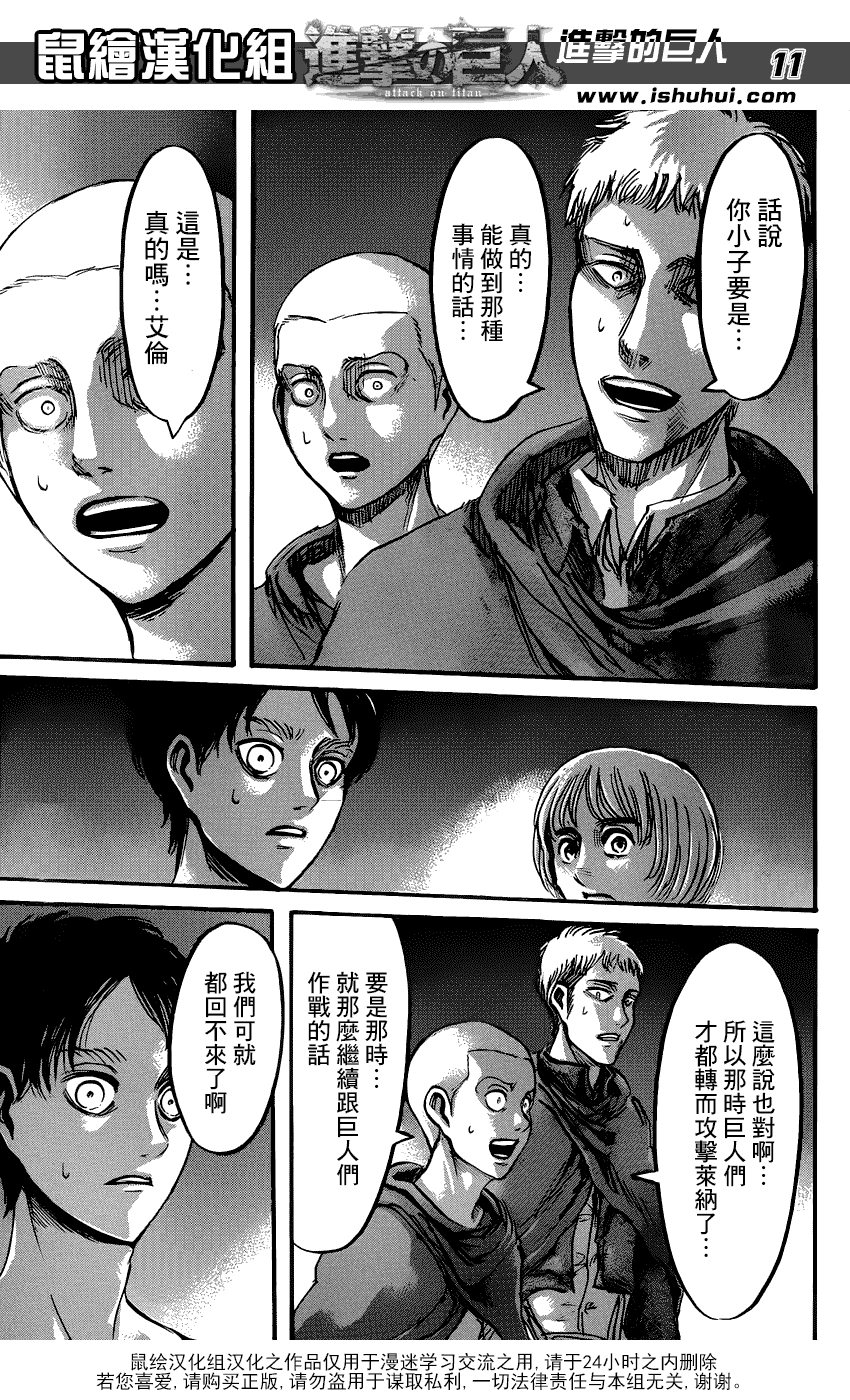 鼠繪漢化組
進撃の巨人
attack on titan
進擊的巨人
11
www.ishuhui.com
話說
你小子要是…
真的…
能做到那種
事情的話…
這是…
真的嗎…艾倫
這麼說也對啊…
所以那時巨人們
才都轉而攻擊萊納了…
要是那時…
就那麼繼續跟巨人們
作戰的話
我們可就
都回不來了啊
鼠绘汉化组汉化之作品仅用于漫迷学习交流之用, 请于24小时之内删除
若您喜爱, 请购买正版, 请勿盗用于谋取私利, 一切法律责任与本组无关, 谢谢。